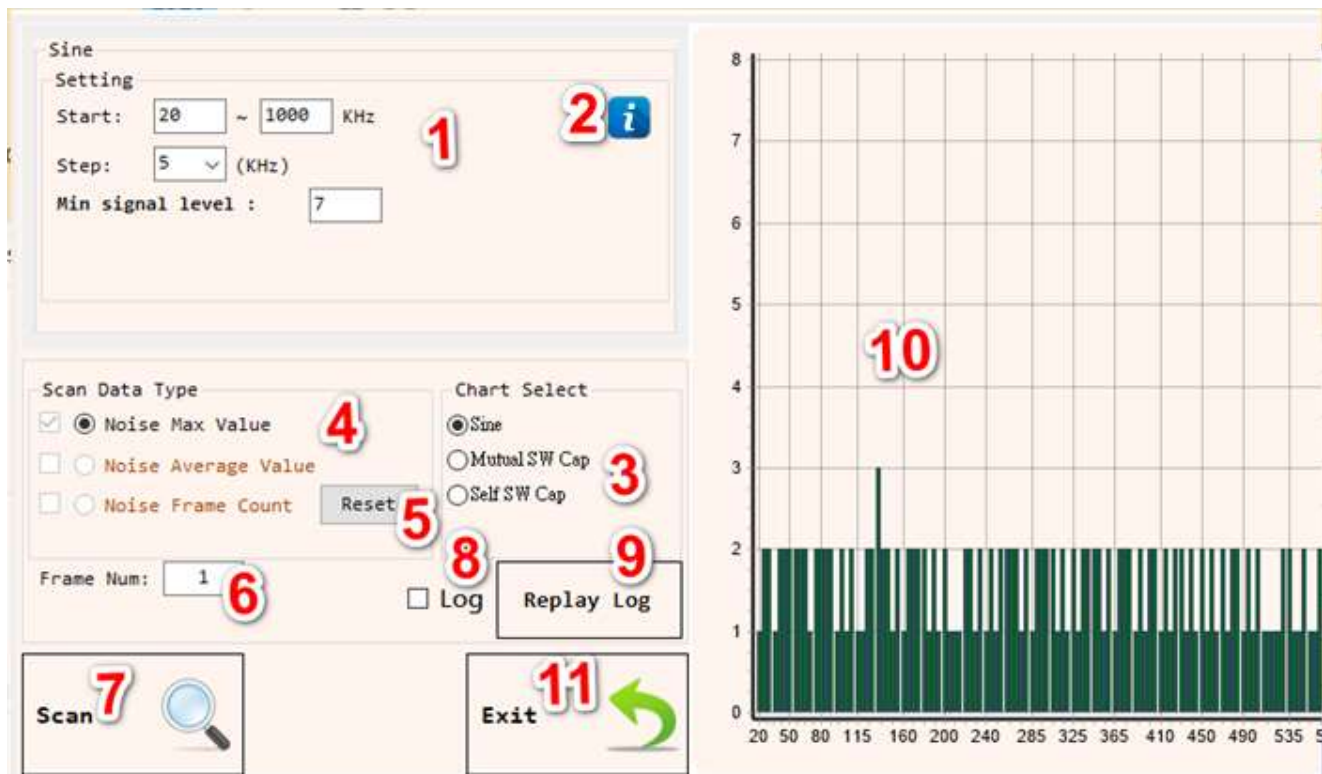 Sine
Setting
Start: 20 ~ 1000 KHz
1
2
i
Step: 5 (KHz)
Min signal level : 7
Scan Data Type
Noise Max Value
4
Noise Average Value
Noise Frame Count
Reset
5
Chart Select
Sine
Mutual SW Cap
3
Self SW Cap
Frame Num: 1
6
8
Log
9
Replay Log
7
Scan
11
Exit
10
8
7
6
5
4
3
2
1
0
20 50 80 115 160 200 240 285 325 365 410 450 490 535